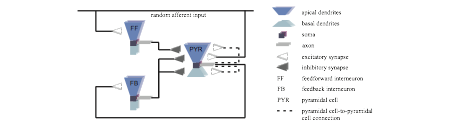 random afferent input
FF
PYR
FB
apical dendrites
basal dendrites
soma
axon
excitatory synapse
inhibitory synapse
FF feedforward interneuron
FB feedback interneuron
PYR pyramidal cell
pyramidal cell-to-pyramidal
cell connection